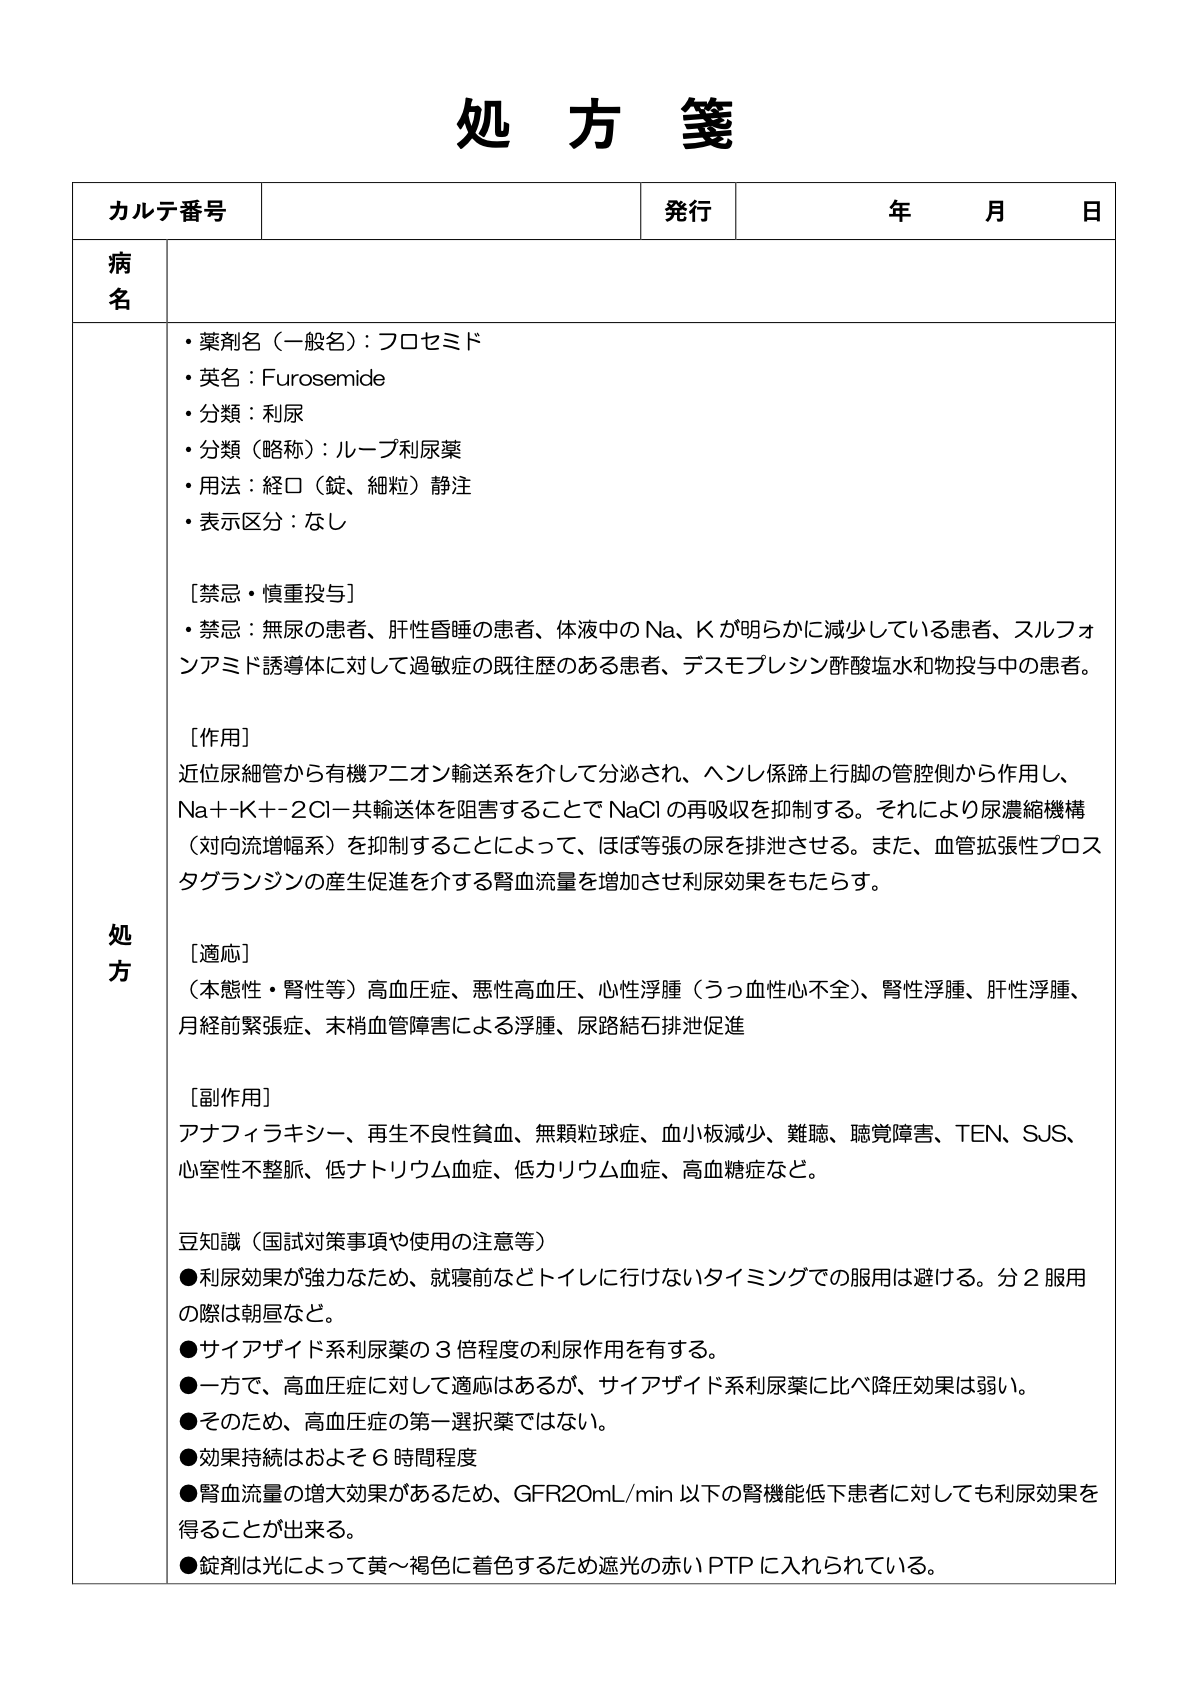 処 方 箋
カルテ番号 発行 年 月 日
病
名
・薬剤名（一般名）：フロセミド
・英名：Furosemide
・分類：利尿
・分類（略称）：ループ利尿薬
・用法：経口（錠、細粒）静注
・表示区分：なし
［禁忌・慎重投与］
・禁忌：無尿の患者、肝性昏睡の患者、体液中の Na、K が明らかに減少している患者、スルフォ
ンアミド誘導体に対して過敏症の既往歴のある患者、デスモプレシン酢酸塩水和物投与中の患者。
［作用］
近位尿細管から有機アニオン輸送系を介して分泌され、ヘンレ係蹄上行脚の管腔側から作用し、
Na＋-K＋-２Cl－共輸送体を阻害することで NaCl の再吸収を抑制する。それにより尿濃縮機構
（対向流増幅系）を抑制することによって、ほぼ等張の尿を排泄させる。また、血管拡張性プロス
タグランジンの産生促進を介する腎血流量を増加させ利尿効果をもたらす。
処
方
［適応］
（本態性・腎性等）高血圧症、悪性高血圧、心性浮腫（うっ血性心不全）、腎性浮腫、肝性浮腫、
月経前緊張症、末梢血管障害による浮腫、尿路結石排泄促進
［副作用］
アナフィラキシー、再生不良性貧血、無顆粒球症、血小板減少、難聴、聴覚障害、TEN、SJS、
心室性不整脈、低ナトリウム血症、低カリウム血症、高血糖症など。
豆知識（国試対策事項や使用の注意等）
●利尿効果が強力なため、就寝前などトイレに行けないタイミングでの服用は避ける。分 2 服用
の際は朝昼など。
●サイアザイド系利尿薬の 3 倍程度の利尿作用を有する。
●一方で、高血圧症に対して適応はあるが、サイアザイド系利尿薬に比べ降圧効果は弱い。
●そのため、高血圧症の第一選択薬ではない。
●効果持続はおよそ 6 時間程度
●腎血流量の増大効果があるため、GFR20mL/min 以下の腎機能低下患者に対しても利尿効果を
得ることが出来る。
●錠剤は光によって黄～褐色に着色するため遮光の赤い PTP に入れられている。